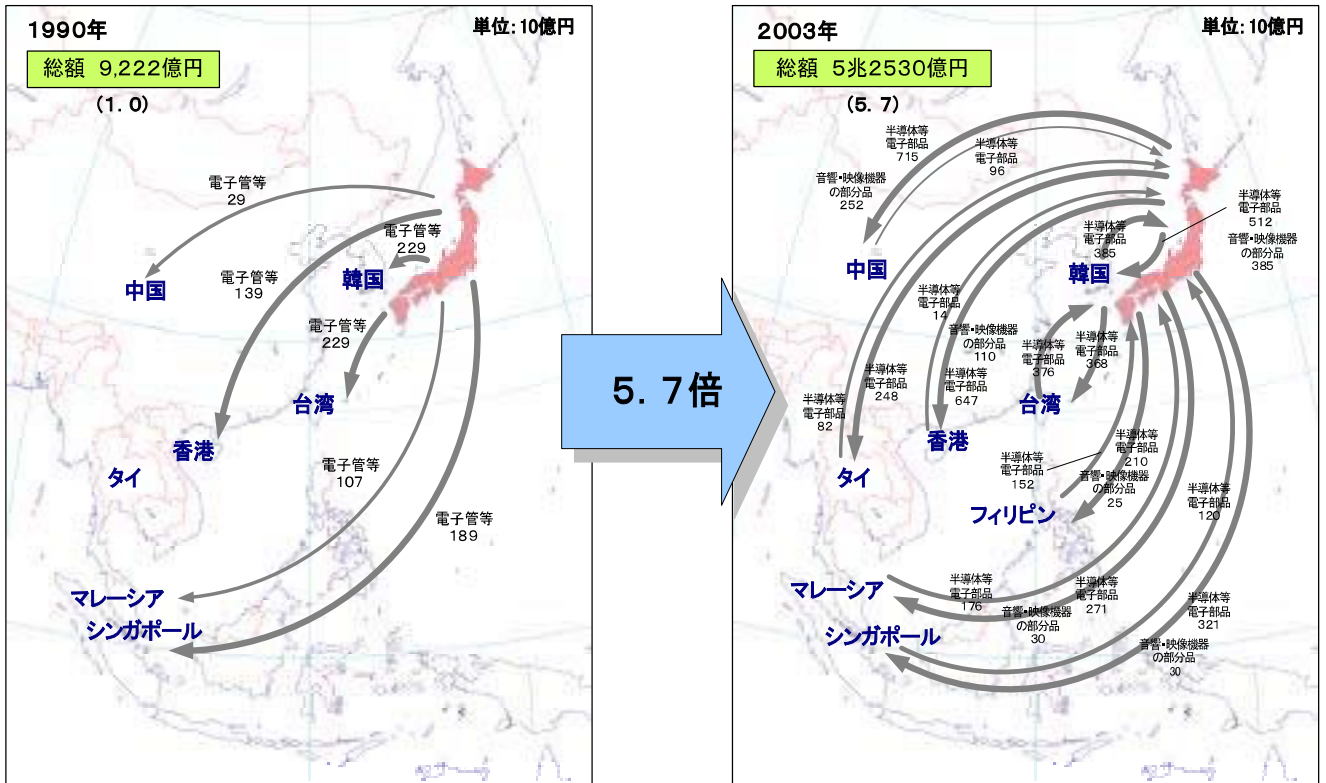 1990年
単位:10億円
総額 9,222億円
(1.0)
電子管等
29
電子管等
229
韓国
中国
電子管等
139
電子管等
229
台湾
香港
タイ
電子管等
107
電子管等
189
マレーシア
シンガポール
5.7倍
2003年
単位:10億円
総額 5兆2530億円
(5.7)
半導体等
電子部品
715
半導体等
電子部品
96
音響・映像機器
の部分品
252
半導体等
電子部品
512
音響・映像機器
の部分品
385
半導体等
電子部品
385
中国
韓国
半導体等
電子部品
14
音響・映像機器
の部分品
110
半導体等
電子部品
376
半導体等
電子部品
368
半導体等
電子部品
82
半導体等
電子部品
248
半導体等
電子部品
647
台湾
香港
タイ
半導体等
電子部品
152
半導体等
電子部品
210
音響・映像機器
の部分品
25
フィリピン
半導体等
電子部品
120
マレーシア
半導体等
電子部品
176
半導体等
電子部品
271
音響・映像機器
の部分品
30
シンガポール
半導体等
電子部品
321
音響・映像機器
の部分品
30